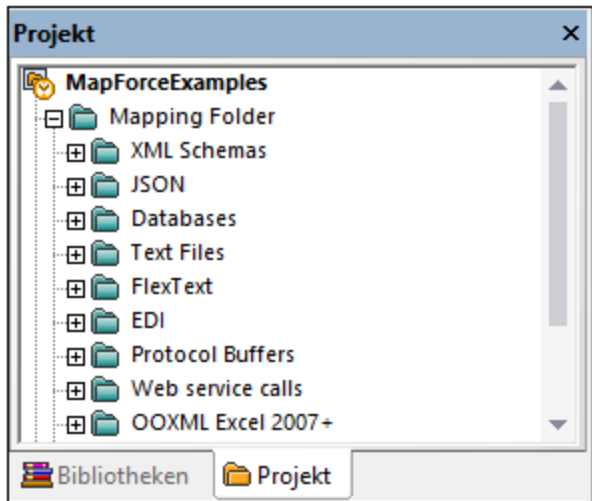 Projekt
MapForceExamples
Mapping Folder
XML Schemas
JSON
Databases
Text Files
FlexText
EDI
Protocol Buffers
Web service calls
OOXML Excel 2007+
Bibliotheken Projekt